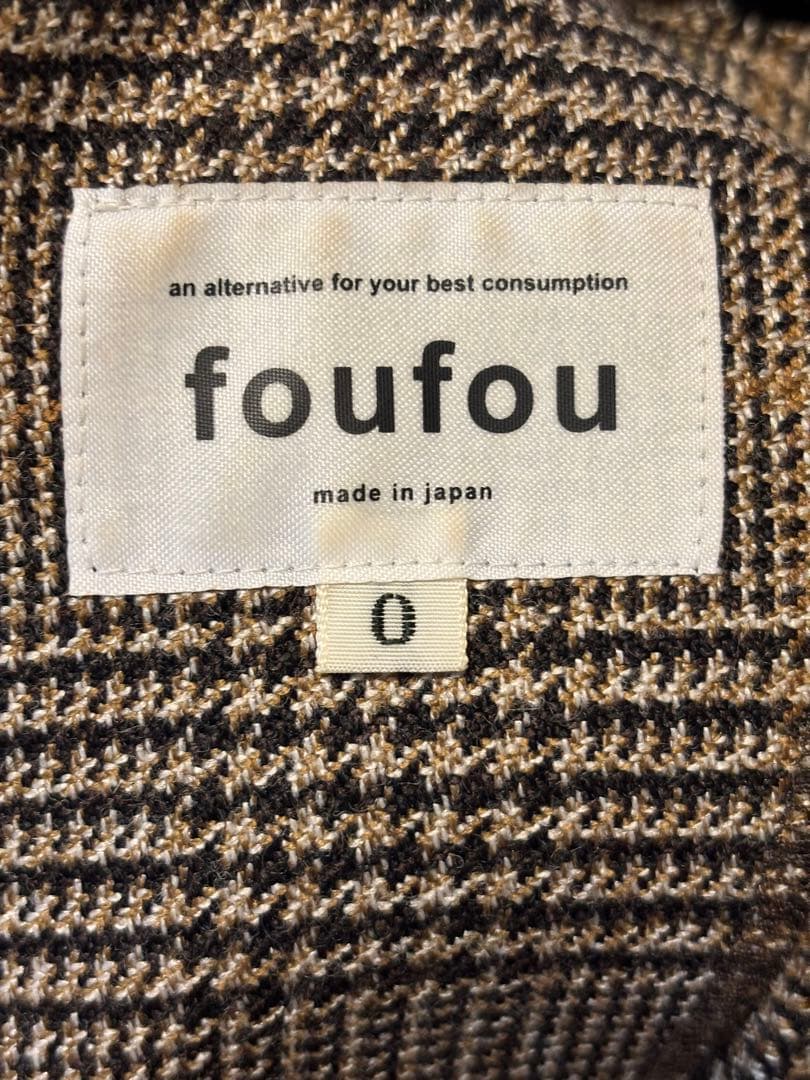 an alternative for your best consumption
foufou
made in japan
0